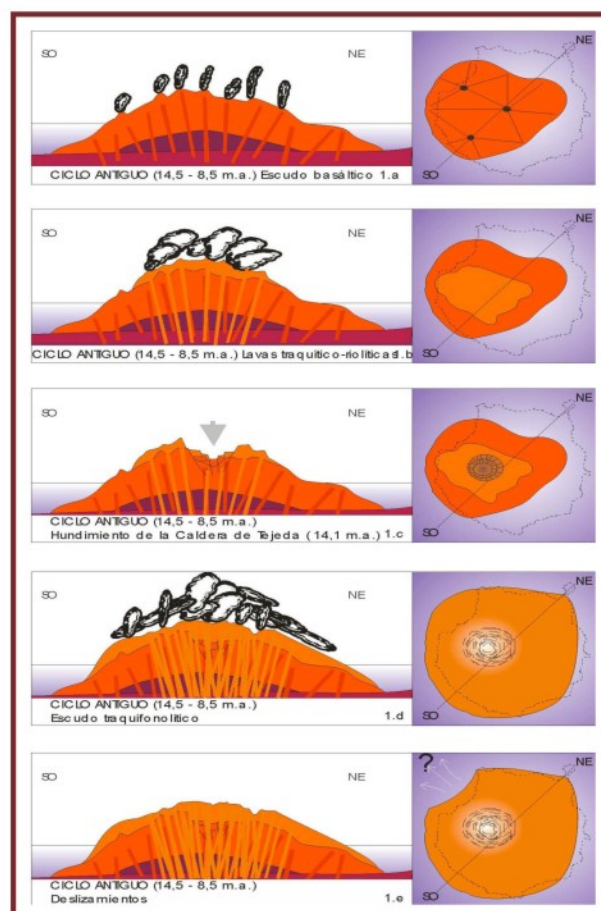 SO NE NE
SO
CICLO ANTIGUO (14,5 - 8,5 m.a.) Escudo basáltico 1.a
SO NE NE
SO
CICLO ANTIGUO (14,5 - 8,5 m.a.) Lavas traquítico-riolíticas 1.b
SO NE NE
SO
CICLO ANTIGUO (14,5 - 8,5 m.a.)
Hundimiento de la Caldera de Tejeda (14,1 m.a.) 1.c
SO NE NE
SO
CICLO ANTIGUO (14,5 - 8,5 m.a.)
Escudo traquifonolítico 1.d
SO NE ? NE
SO
CICLO ANTIGUO (14,5 - 8,5 m.a.)
Deslizamientos 1.e